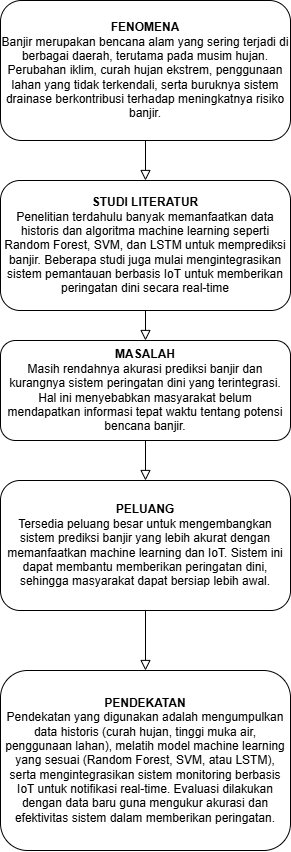 FENOMENA
Banjir merupakan bencana alam yang sering terjadi di
berbagai daerah, terutama pada musim hujan.
Perubahan iklim, curah hujan ekstrem, penggunaan
lahan yang tidak terkendali, serta buruknya sistem
drainase berkontribusi terhadap meningkatnya risiko
banjir.
STUDI LITERATUR
Penelitian terdahulu banyak memanfaatkan data
historis dan algoritma machine learning seperti
Random Forest, SVM, dan LSTM untuk memprediksi
banjir. Beberapa studi juga mulai mengintegrasikan
sistem pemantauan berbasis IoT untuk memberikan
peringatan dini secara real-time
MASALAH
Masih rendahnya akurasi prediksi banjir dan
kurangnya sistem peringatan dini yang terintegrasi.
Hal ini menyebabkan masyarakat belum
mendapatkan informasi tepat waktu tentang potensi
bencana banjir.
PELUANG
Tersedia peluang besar untuk mengembangkan
sistem prediksi banjir yang lebih akurat dengan
memanfaatkan machine learning dan IoT. Sistem ini
dapat membantu memberikan peringatan dini,
sehingga masyarakat dapat bersiap lebih awal.
PENDEKATAN
Pendekatan yang digunakan adalah mengumpulkan
data historis (curah hujan, tinggi muka air,
penggunaan lahan), melatih model machine learning
yang sesuai (Random Forest, SVM, atau LSTM),
serta mengintegrasikan sistem monitoring berbasis
IoT untuk notifikasi real-time. Evaluasi dilakukan
dengan data baru guna mengukur akurasi dan
efektivitas sistem dalam memberikan peringatan.